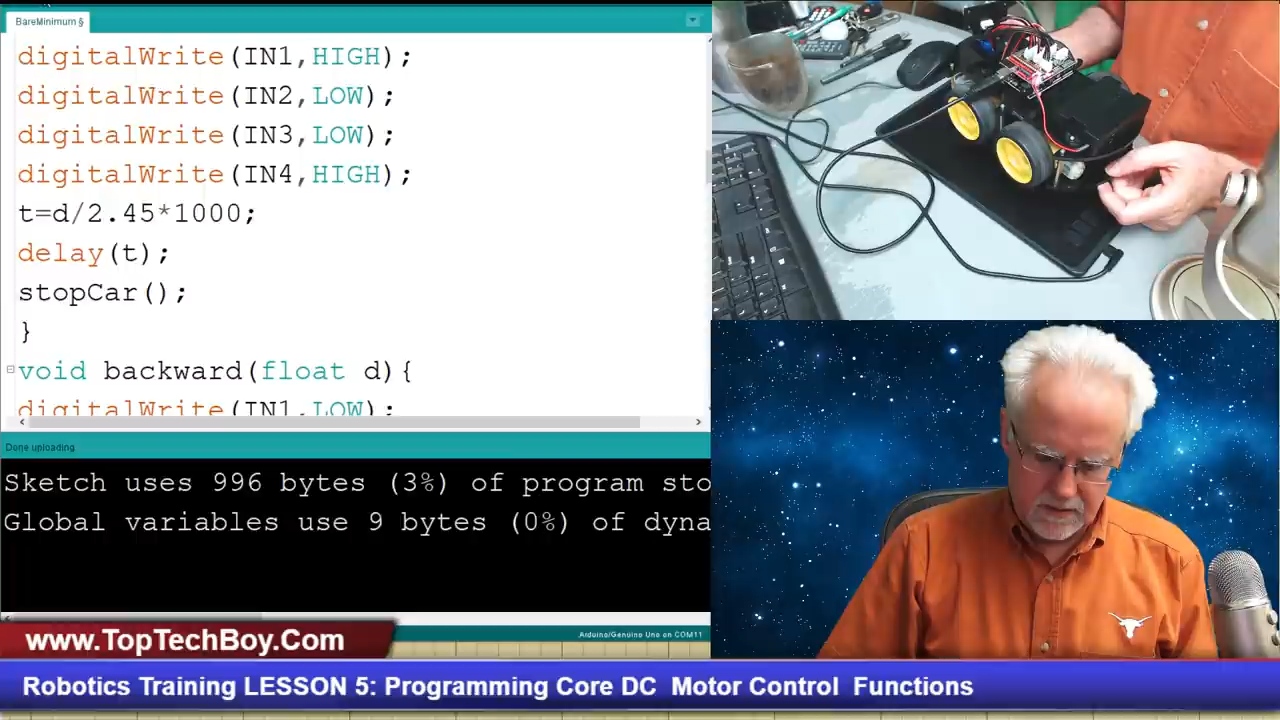 BareMinimum §
digitalWrite(IN1,HIGH);
digitalWrite(IN2,LOW);
digitalWrite(IN3,LOW);
digitalWrite(IN4,HIGH);
t=d/2.45*1000;
delay(t);
stopCar();
}
void backward(float d){
digitalWrite(IN1,LOW);
Done uploading.
Sketch uses 996 bytes (3%) of program sto
Global variables use 9 bytes (0%) of dyna
Arduino/Genuino Uno on COM11
www.TopTechBoy.Com
Robotics Training LESSON 5: Programming Core DC Motor Control Functions